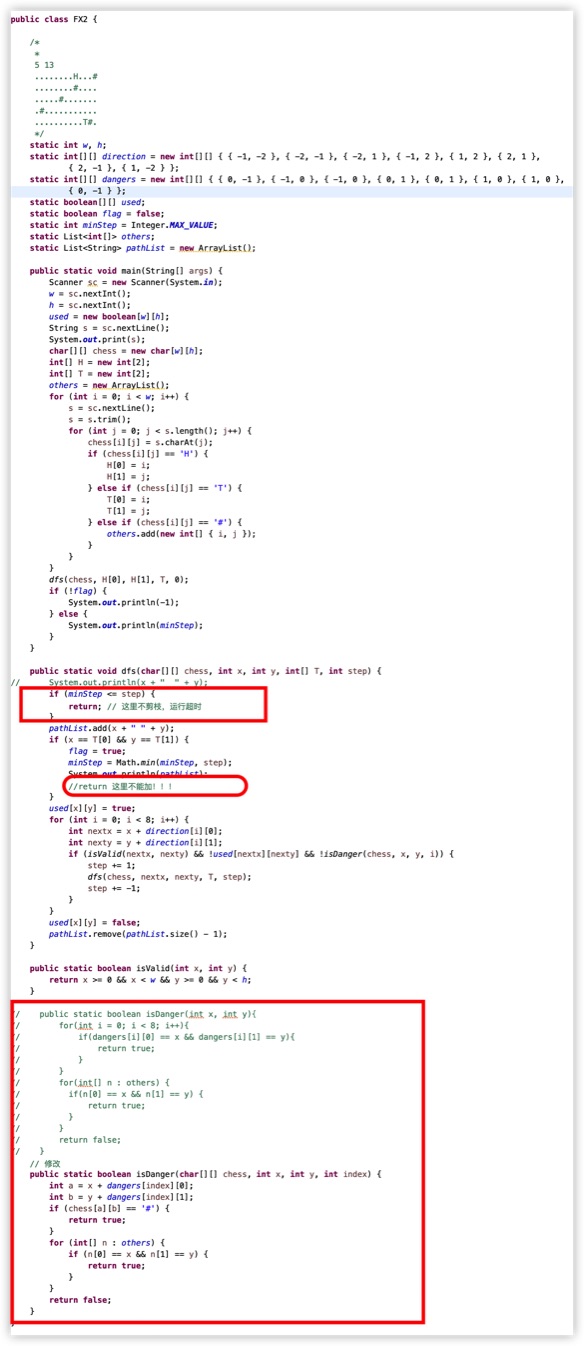 public class FX2 {
/*
*
5 13
........H...#
........#....
.....#.......
.#...........
..........T#.
*/
static int w, h;
static int[][] direction = new int[][] { { -1, -2 }, { -2, -1 }, { -2, 1 }, { -1, 2 }, { 1, 2 }, { 2, 1 },
{ 2, -1 }, { 1, -2 } };
static int[][] dangers = new int[][] { { 0, -1 }, { -1, 0 }, { -1, 0 }, { 0, 1 }, { 0, 1 }, { 1, 0 }, { 1, 0 },
{ 0, -1 } };
static boolean[][] used;
static boolean flag = false;
static int minStep = Integer.MAX_VALUE;
static List<int[]> others;
static List<String> pathList = new ArrayList();
public static void main(String[] args) {
Scanner sc = new Scanner(System.in);
w = sc.nextInt();
h = sc.nextInt();
used = new boolean[w][h];
String s = sc.nextLine();
System.out.print(s);
char[][] chess = new char[w][h];
int[] H = new int[2];
int[] T = new int[2];
others = new ArrayList();
for (int i = 0; i < w; i++) {
s = sc.nextLine();
s = s.trim();
for (int j = 0; j < s.length(); j++) {
chess[i][j] = s.charAt(j);
if (chess[i][j] == 'H') {
H[0] = i;
H[1] = j;
} else if (chess[i][j] == 'T') {
T[0] = i;
T[1] = j;
} else if (chess[i][j] == '#') {
others.add(new int[] { i, j });
}
}
}
dfs(chess, H[0], H[1], T, 0);
if (!flag) {
System.out.println(-1);
} else {
System.out.println(minStep);
}
}
public static void dfs(char[][] chess, int x, int y, int[] T, int step) {
// System.out.println(x + " " + y);
if (minStep <= step) {
return; // 这里不剪枝，运行超时
}
pathList.add(x + " " + y);
if (x == T[0] && y == T[1]) {
flag = true;
minStep = Math.min(minStep, step);
System.out.println(pathList);
//return 这里不能加！！！
}
used[x][y] = true;
for (int i = 0; i < 8; i++) {
int nextx = x + direction[i][0];
int nexty = y + direction[i][1];
if (isValid(nextx, nexty) && !used[nextx][nexty] && !isDanger(chess, x, y, i)) {
step += 1;
dfs(chess, nextx, nexty, T, step);
step += -1;
}
}
used[x][y] = false;
pathList.remove(pathList.size() - 1);
}
public static boolean isValid(int x, int y) {
return x >= 0 && x < w && y >= 0 && y < h;
}
// public static boolean isDanger(int x, int y){
// for(int i = 0; i < 8; i++){
// if(dangers[i][0] == x && dangers[i][1] == y){
// return true;
// }
// }
// for(int[] n : others) {
// if(n[0] == x && n[1] == y) {
// return true;
// }
// }
// return false;
// }
// 修改
public static boolean isDanger(char[][] chess, int x, int y, int index) {
int a = x + dangers[index][0];
int b = y + dangers[index][1];
if (chess[a][b] == '#') {
return true;
}
for (int[] n : others) {
if (n[0] == x && n[1] == y) {
return true;
}
}
return false;
}
}